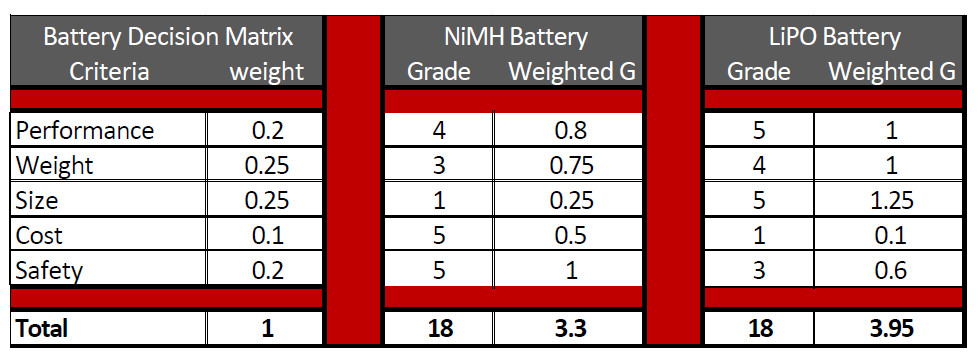 Battery Decision Matrix NiMH Battery LiPO Battery
Criteria weight Grade Weighted G Grade Weighted G
Performance 0.2 4 0.8 5 1
Weight 0.25 3 0.75 4 1
Size 0.25 1 0.25 5 1.25
Cost 0.1 5 0.5 1 0.1
Safety 0.2 5 1 3 0.6
Total 1 18 3.3 18 3.95